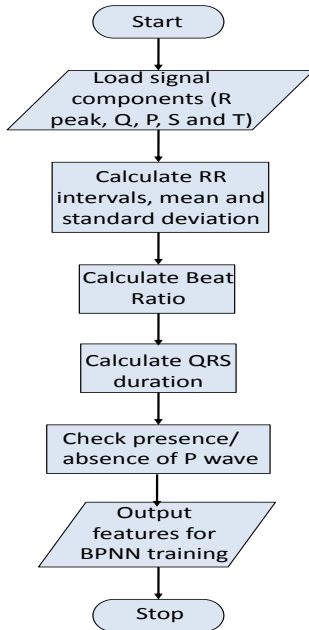 Start
Load signal
components (R
peak, Q, P, S and T)
Calculate RR
intervals, mean and
standard deviation
Calculate Beat
Ratio
Calculate QRS
duration
Check presence/
absence of P wave
Output
features for
BPNN training
Stop